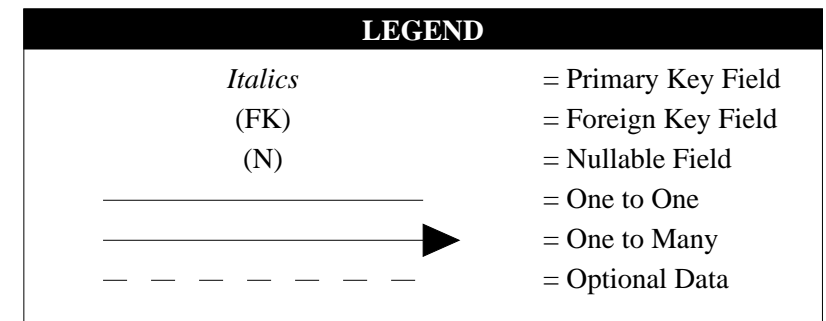 LEGEND
Italics = Primary Key Field
(FK) = Foreign Key Field
(N) = Nullable Field
= One to One
= One to Many
= Optional Data